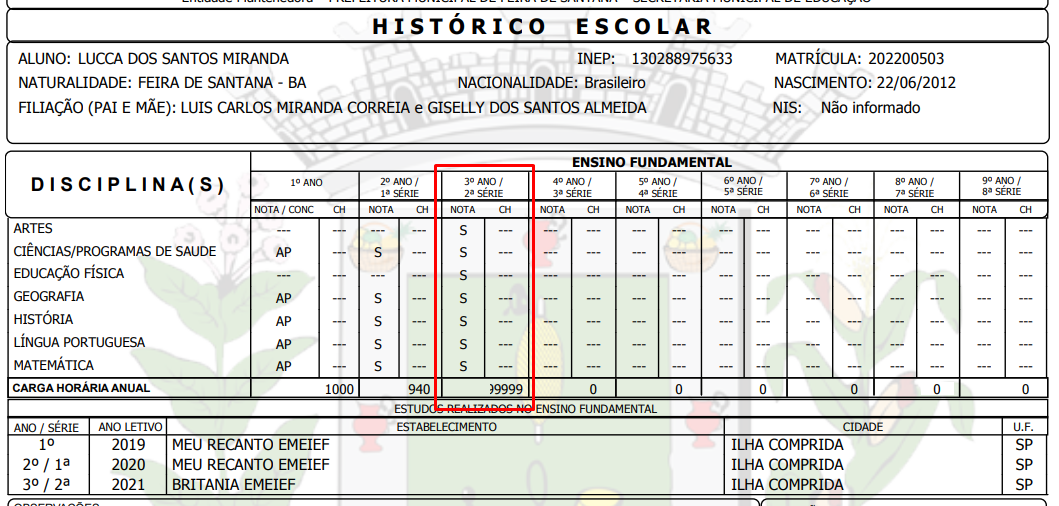 Entidade Mantenedora - PREFEITURA MUNICIPAL DE FEIRA DE SANTANA - SECRETARIA MUNICIPAL DE EDUCAÇÃO
HISTÓRICO ESCOLAR
ALUNO: LUCCA DOS SANTOS MIRANDA INEP: 130288975633 MATRÍCULA: 202200503
NATURALIDADE: FEIRA DE SANTANA - BA NACIONALIDADE: Brasileiro NASCIMENTO: 22/06/2012
FILIAÇÃO (PAI E MÃE): LUIS CARLOS MIRANDA CORREIA e GISELLY DOS SANTOS ALMEIDA NIS: Não informado
DISCIPLINA(S) ENSINO FUNDAMENTAL
1º ANO 2º ANO / 1ª SÉRIE 3º ANO / 2ª SÉRIE 4º ANO / 3ª SÉRIE 5º ANO / 4ª SÉRIE 6º ANO / 5ª SÉRIE 7º ANO / 6ª SÉRIE 8º ANO / 7ª SÉRIE 9º ANO / 8ª SÉRIE
NOTA / CONC CH NOTA CH NOTA CH NOTA CH NOTA CH NOTA CH NOTA CH NOTA CH NOTA CH
ARTES --- --- --- --- S --- --- --- --- --- --- --- --- --- --- --- --- ---
CIÊNCIAS/PROGRAMAS DE SAUDE AP --- S --- S --- --- --- --- --- --- --- --- --- --- --- --- ---
EDUCAÇÃO FÍSICA --- --- --- --- S --- --- --- --- --- --- --- --- --- --- --- --- ---
GEOGRAFIA AP --- S --- S --- --- --- --- --- --- --- --- --- --- --- --- ---
HISTÓRIA AP --- S --- S --- --- --- --- --- --- --- --- --- --- --- --- ---
LÍNGUA PORTUGUESA AP --- S --- S --- --- --- --- --- --- --- --- --- --- --- --- ---
MATEMÁTICA AP --- S --- S --- --- --- --- --- --- --- --- --- --- --- --- ---
CARGA HORÁRIA ANUAL 1000 940 99999 0 0 0 0 0 0
ESTUDOS REALIZADOS NO ENSINO FUNDAMENTAL
ANO / SÉRIE ANO LETIVO ESTABELECIMENTO CIDADE U.F.
1º 2019 MEU RECANTO EMEIEF ILHA COMPRIDA SP
2º / 1ª 2020 MEU RECANTO EMEIEF ILHA COMPRIDA SP
3º / 2ª 2021 BRITANIA EMEIEF ILHA COMPRIDA SP
OBSERVAÇÕES